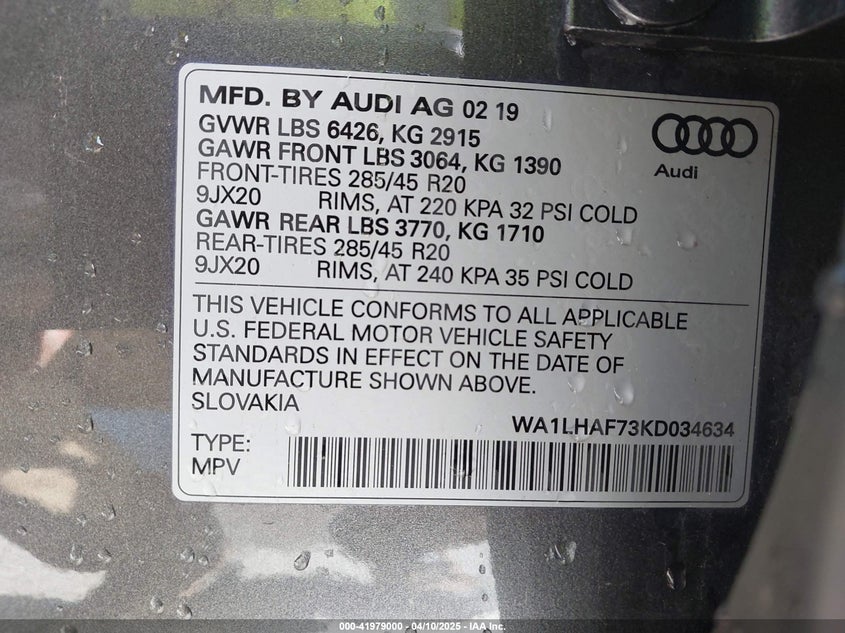 MFD. BY AUDI AG 02 19
GVWR LBS 6426, KG 2915
GAWR FRONT LBS 3064, KG 1390
FRONT-TIRES 285/45 R20
9JX20 RIMS, AT 220 KPA 32 PSI COLD
GAWR REAR LBS 3770, KG 1710
REAR-TIRES 285/45 R20
9JX20 RIMS, AT 240 KPA 35 PSI COLD
Audi
THIS VEHICLE CONFORMS TO ALL APPLICABLE
U.S. FEDERAL MOTOR VEHICLE SAFETY
STANDARDS IN EFFECT ON THE DATE OF
MANUFACTURE SHOWN ABOVE.
SLOVAKIA
WA1LHAF73KD034634
TYPE:
MPV
000-41979000 - 04/10/2025 - IAA Inc.